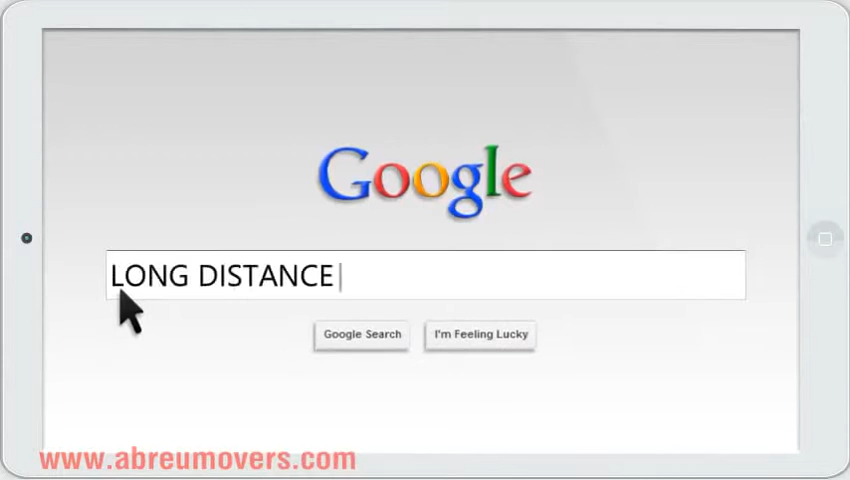 Google
LONG DISTANCE
Google Search
I'm Feeling Lucky
www.abreumovers.com